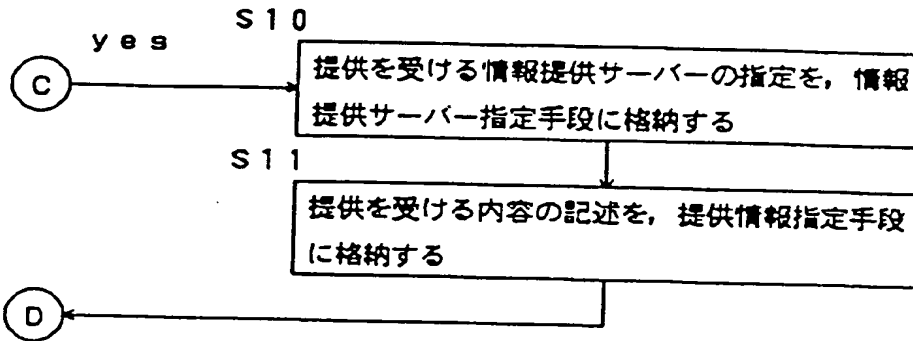 S10
yes
C
提供を受ける情報提供サーバーの指定を，情報
提供サーバー指定手段に格納する
S11
提供を受ける内容の記述を，提供情報指定手段
に格納する
D